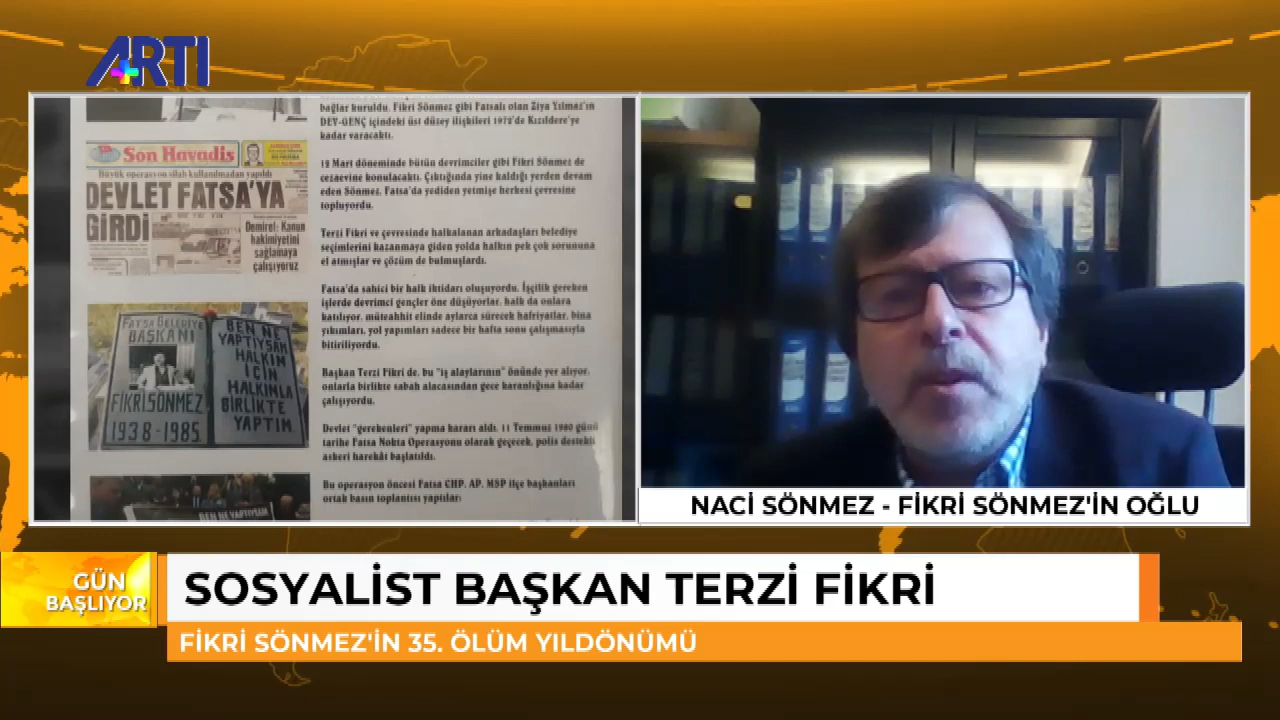 ARTI
bağlar kuruldu. Fikri Sönmez gibi Fatsalı olan Ziya Yılmaz'ın
DEV-GENÇ içindeki üst düzey ilişkileri 1972'de Kızıldere'ye
kadar varacaktı.
12 Mart döneminde bütün devrimciler gibi Fikri Sönmez de
cezaevine konulacaktı. Çıktığında yine kaldığı yerden devam
eden Sönmez, Fatsa'da yediden yetmişe herkesi çevresine
topluyordu.
Terzi Fikri ve çevresinde halkalanan arkadaşları belediye
seçimlerini kazanmaya giden yolda halkın pek çok sorununa
el atmışlar ve çözüm de bulmuşlardı.
Fatsa'da sahici bir halk iktidarı oluşuyordu. İşçilik gereken
işlerde devrimci gençler öne düşüyorlar, halk da onlara
katılıyor, müteahhit elinde aylarca sürecek hafriyatlar, bina
yıkımları, yol yapımları sadece bir hafta sonu çalışmasıyla
bitiriliyordu.
Başkan Terzi Fikri de, bu "iş alaylarının" önünde yer alıyor,
onlarla birlikte sabah alacasından gece karanlığına kadar
çalışıyordu.
Devlet "gerekenleri" yapma kararı aldı. 11 Temmuz 1980 günü
tarihe Fatsa Nokta Operasyonu olarak geçecek, polis destekli
askeri harekât başlatıldı.
Bu operasyon öncesi Fatsa CHP, AP, MSP ilçe başkanları
ortak basın toplantısı yaptılar;
Son Havadis
Büyük operasyon silah kullanılmadan yapıldı
DEVLET FATSA'YA
GİRDİ
Demirel: Kanun
hakimiyetini
sağlamaya
çalışıyoruz
FATSA BELEDİYE
BAŞKANI
FİKRİ SÖNMEZ
1938-1985
BEN NE
YAPTIYSAM
HALKIM
İÇİN
HALKIMLA
BİRLİKTE
YAPTIM
BEN NE YAPTIYSAM
NACİ SÖNMEZ - FİKRİ SÖNMEZ'İN OĞLU
GÜN
BAŞLIYOR
SOSYALİST BAŞKAN TERZİ FİKRİ
FİKRİ SÖNMEZ'İN 35. ÖLÜM YILDÖNÜMÜ